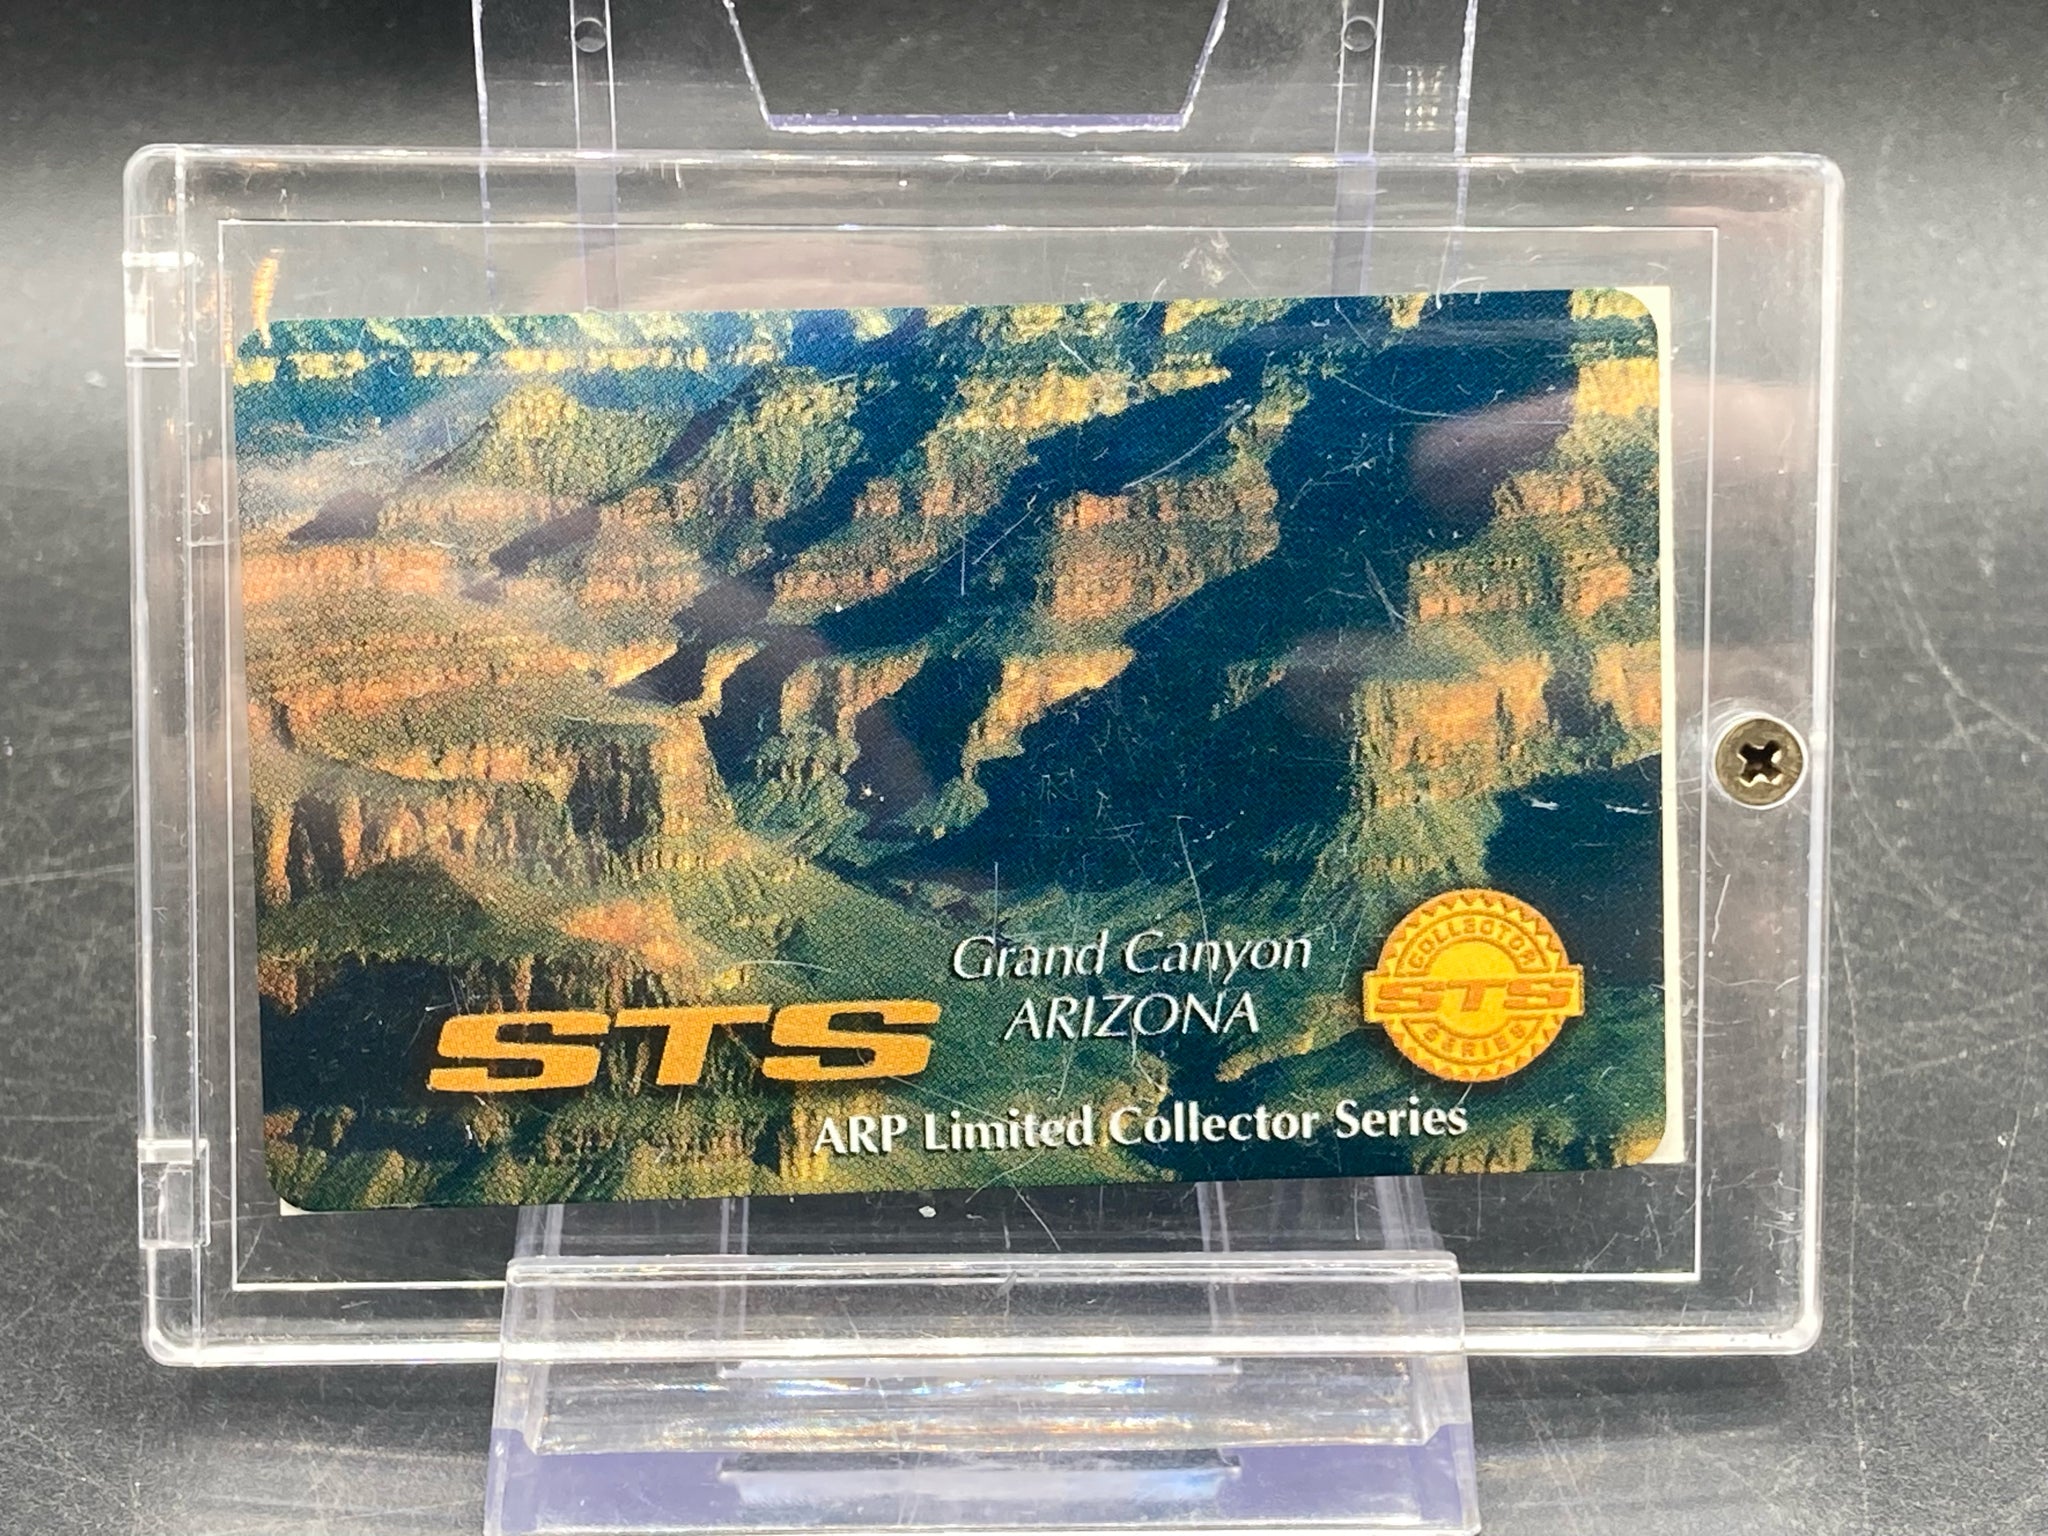 Grand Canyon
ARIZONA
STS
COLLECTOR
STS
SERIES
ARP Limited Collector Series